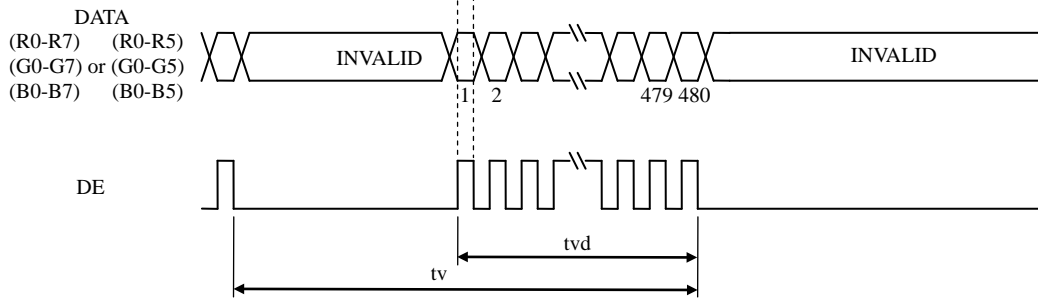 DATA
(R0-R7) (R0-R5)
(G0-G7) or (G0-G5)
(B0-B7) (B0-B5)
INVALID
INVALID
1 2 479 480
DE
tvd
tv